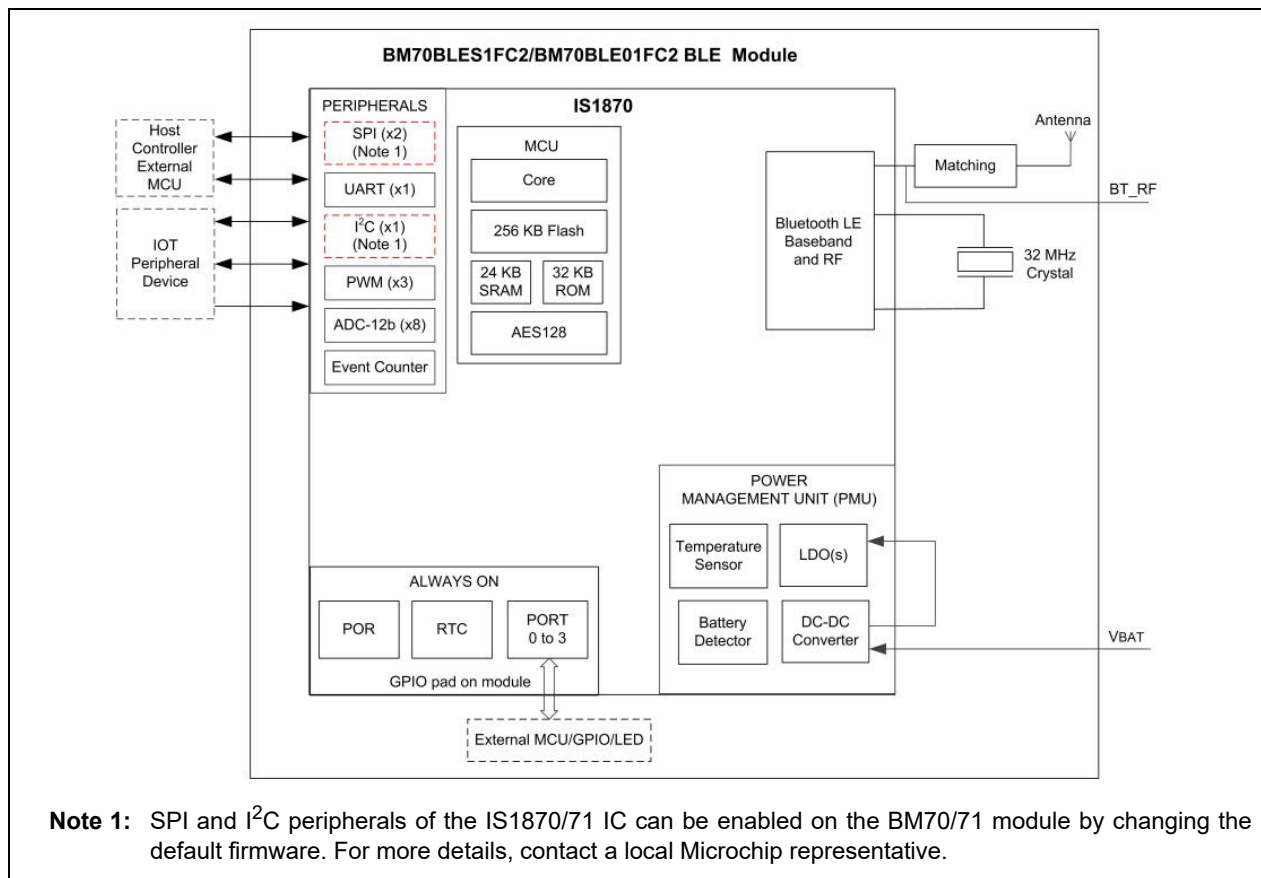 BM70BLES1FC2/BM70BLE01FC2 BLE Module
IS1870
PERIPHERALS
SPI (x2)
(Note 1)
UART (x1)
I²C (x1)
(Note 1)
PWM (x3)
ADC-12b (x8)
Event Counter
Host
Controller
External
MCU
IOT
Peripheral
Device
MCU
Core
256 KB Flash
24 KB
SRAM
32 KB
ROM
AES128
Bluetooth LE
Baseband
and RF
Matching
Antenna
BT_RF
32 MHz
Crystal
POWER
MANAGEMENT UNIT (PMU)
Temperature
Sensor
LDO(s)
Battery
Detector
DC-DC
Converter
VBAT
ALWAYS ON
POR
RTC
PORT
0 to 3
GPIO pad on module
External MCU/GPIO/LED
Note 1: SPI and I²C peripherals of the IS1870/71 IC can be enabled on the BM70/71 module by changing the
default firmware. For more details, contact a local Microchip representative.